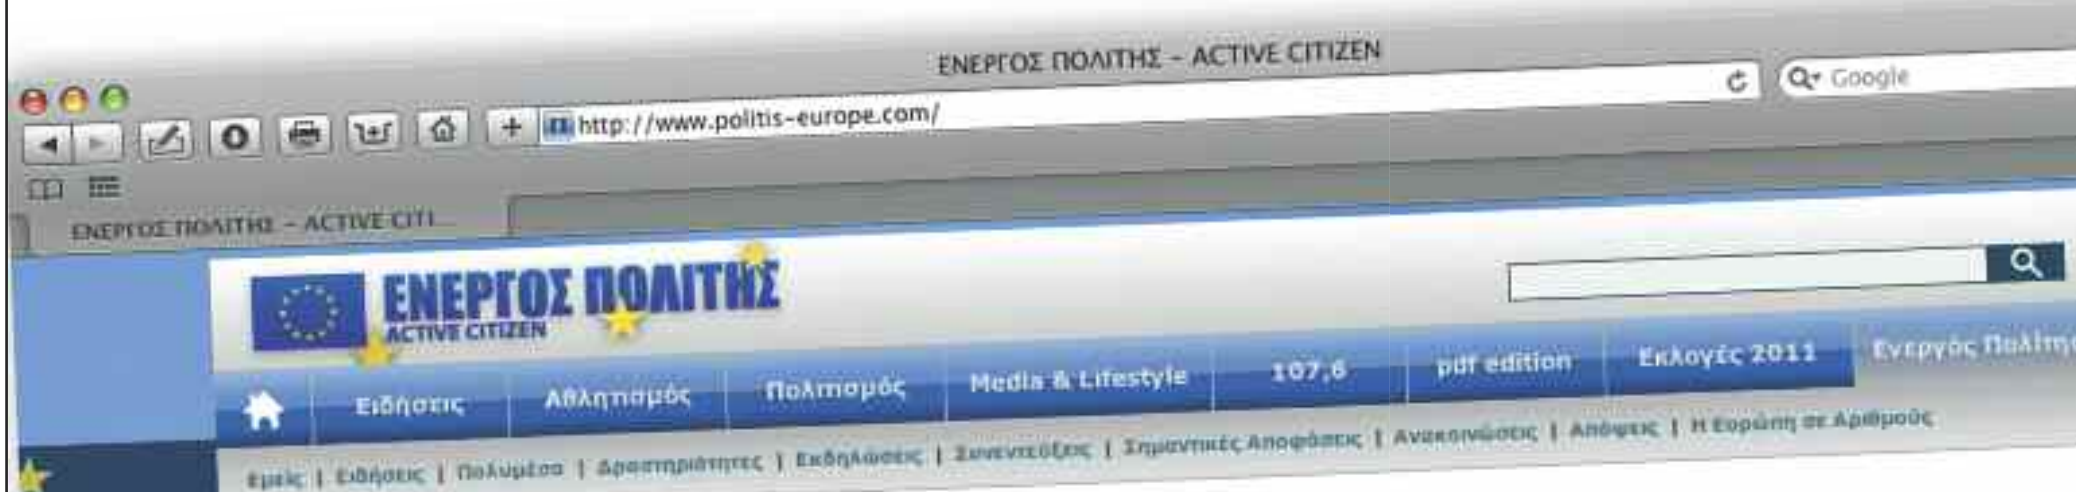 ΕΝΕΡΓΟΣ ΠΟΛΙΤΗΣ – ACTIVE CITIZEN
http://www.politis-europe.com/
Google
ΕΝΕΡΓΟΣ ΠΟΛΙΤΗΣ – ACTIVE CITI
ΕΝΕΡΓΟΣ ΠΟΛΙΤΗΣ
ACTIVE CITIZEN
Ειδήσεις Αθλητισμός Πολιτισμός Media & Lifestyle 107,6 pdf edition Εκλογές 2011 Ενεργός Πολίτης
Εμείς | Ειδήσεις | Πολυμέσα | Δραστηριότητες | Εκδηλώσεις | Συνεντεύξεις | Σημαντικές Αποφάσεις | Ανακοινώσεις | Απόψεις | Η Ευρώπη σε Αριθμούς